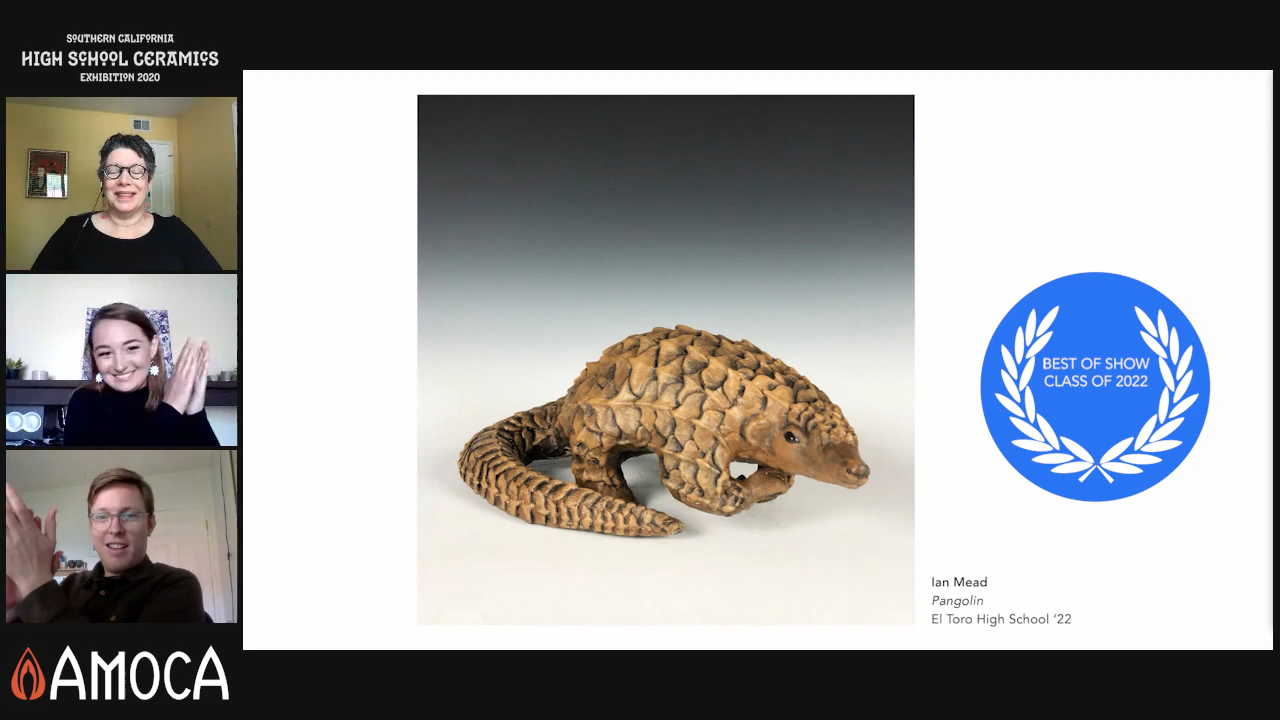 SOUTHERN CALIFORNIA
HIGH SCHOOL CERAMICS
EXHIBITION 2020
BEST OF SHOW
CLASS OF 2022
Ian Mead
Pangolin
El Toro High School ‘22
AMOCA